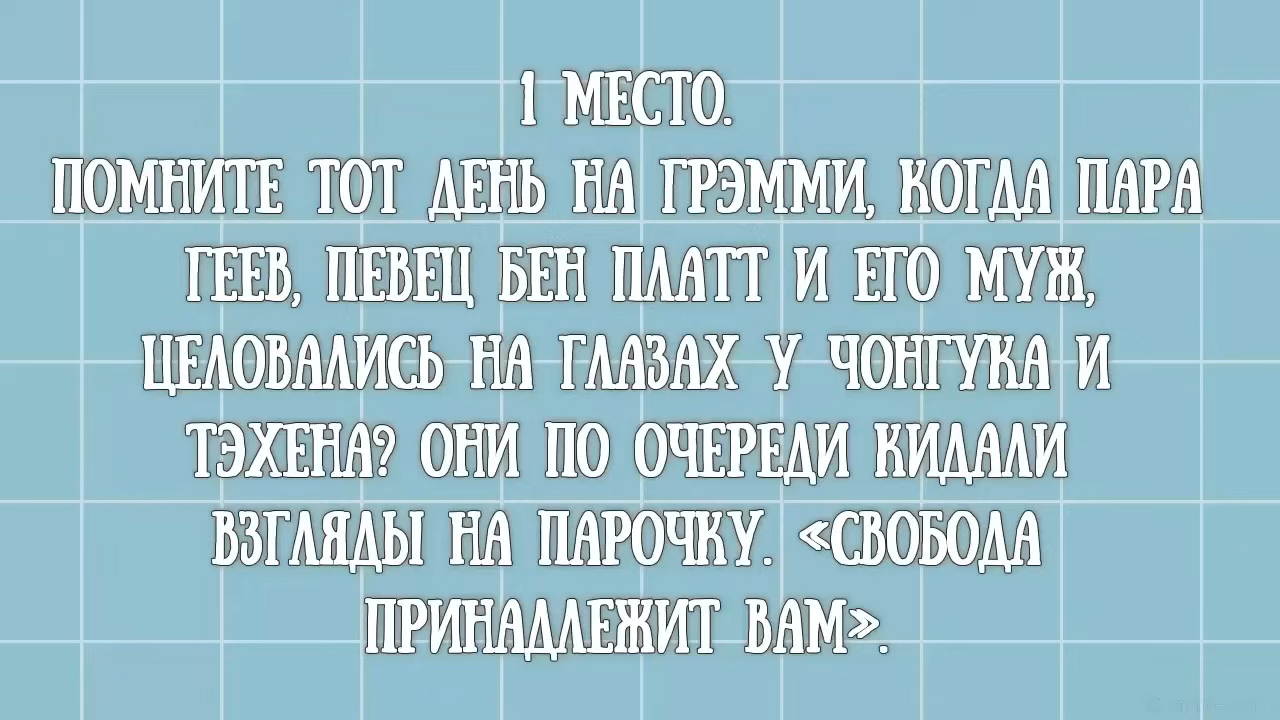 1 МЕСТО.
ПОМНИТЕ ТОТ ДЕНЬ НА ГРЭММИ, КОГДА ПАРА
ГЕЕВ, ПЕВЕЦ БЕН ПЛАТТ И ЕГО МУЖ,
ЦЕЛОВАЛИСЬ НА ГЛАЗАХ У ЧОНГУКА И
ТЭХЕНА? ОНИ ПО ОЧЕРЕДИ КИДАЛИ
ВЗГЛЯДЫ НА ПАРОЧКУ. «СВОБОДА
ПРИНАДЛЕЖИТ ВАМ».